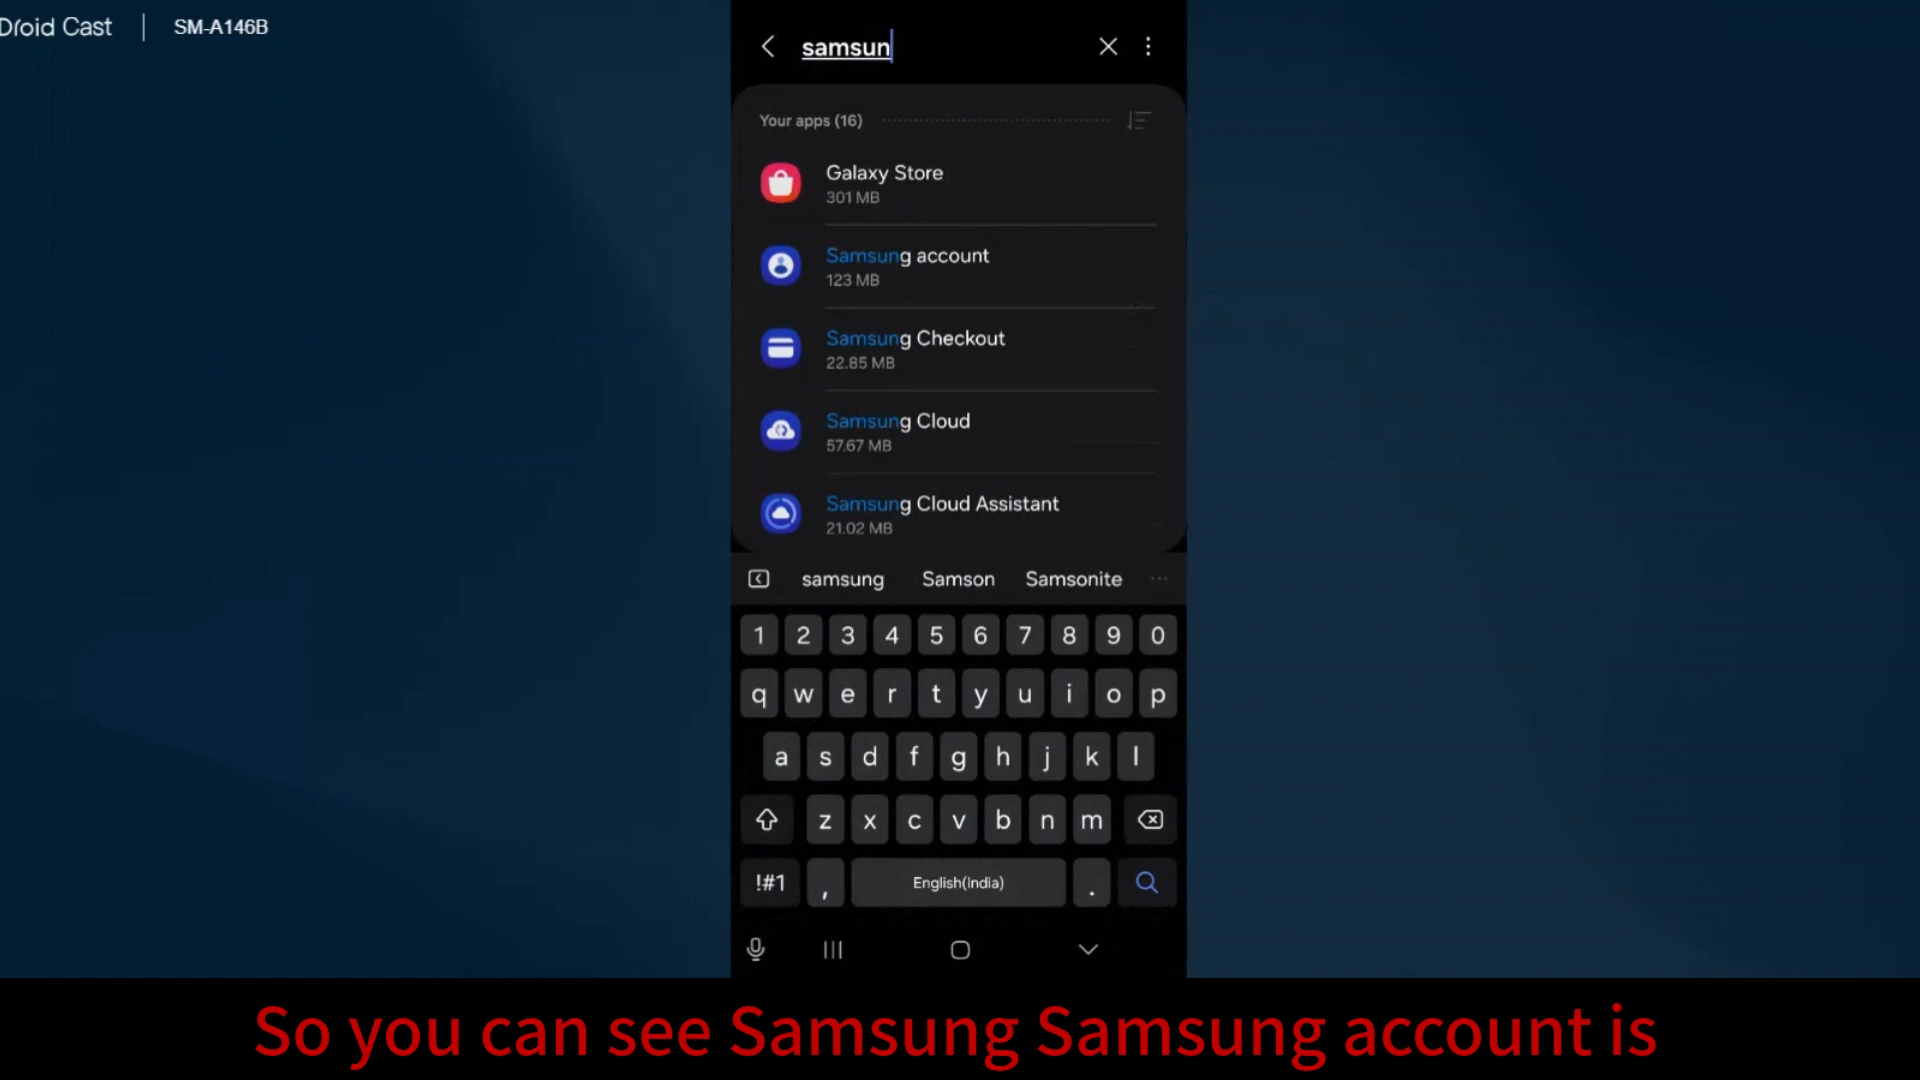 Droid Cast | SM-A146B
samsun
Your apps (16)
Galaxy Store
301 MB
Samsung account
123 MB
Samsung Checkout
22.85 MB
Samsung Cloud
57.67 MB
Samsung Cloud Assistant
21.02 MB
samsung Samson Samsonite
1 2 3 4 5 6 7 8 9 0
q w e r t y u i o p
a s d f g h j k l
z x c v b n m
!#1 , English(India) .
So you can see Samsung Samsung account is